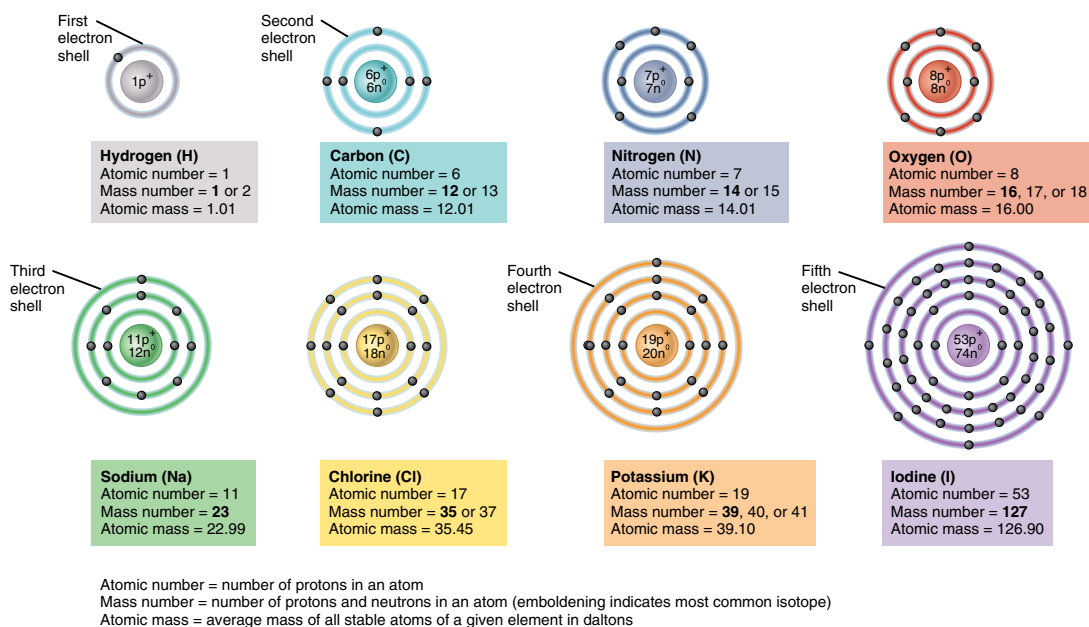 First
electron
shell
1p+
Second
electron
shell
6p+
6n0
7p+
7n0
8p+
8n0
Hydrogen (H)
Atomic number = 1
Mass number = 1 or 2
Atomic mass = 1.01
Carbon (C)
Atomic number = 6
Mass number = 12 or 13
Atomic mass = 12.01
Nitrogen (N)
Atomic number = 7
Mass number = 14 or 15
Atomic mass = 14.01
Oxygen (O)
Atomic number = 8
Mass number = 16, 17, or 18
Atomic mass = 16.00
Third
electron
shell
11p+
12n0
17p+
18n0
Fourth
electron
shell
19p+
20n0
Fifth
electron
shell
53p+
74n0
Sodium (Na)
Atomic number = 11
Mass number = 23
Atomic mass = 22.99
Chlorine (Cl)
Atomic number = 17
Mass number = 35 or 37
Atomic mass = 35.45
Potassium (K)
Atomic number = 19
Mass number = 39, 40, or 41
Atomic mass = 39.10
Iodine (I)
Atomic number = 53
Mass number = 127
Atomic mass = 126.90
Atomic number = number of protons in an atom
Mass number = number of protons and neutrons in an atom (emboldening indicates most common isotope)
Atomic mass = average mass of all stable atoms of a given element in daltons